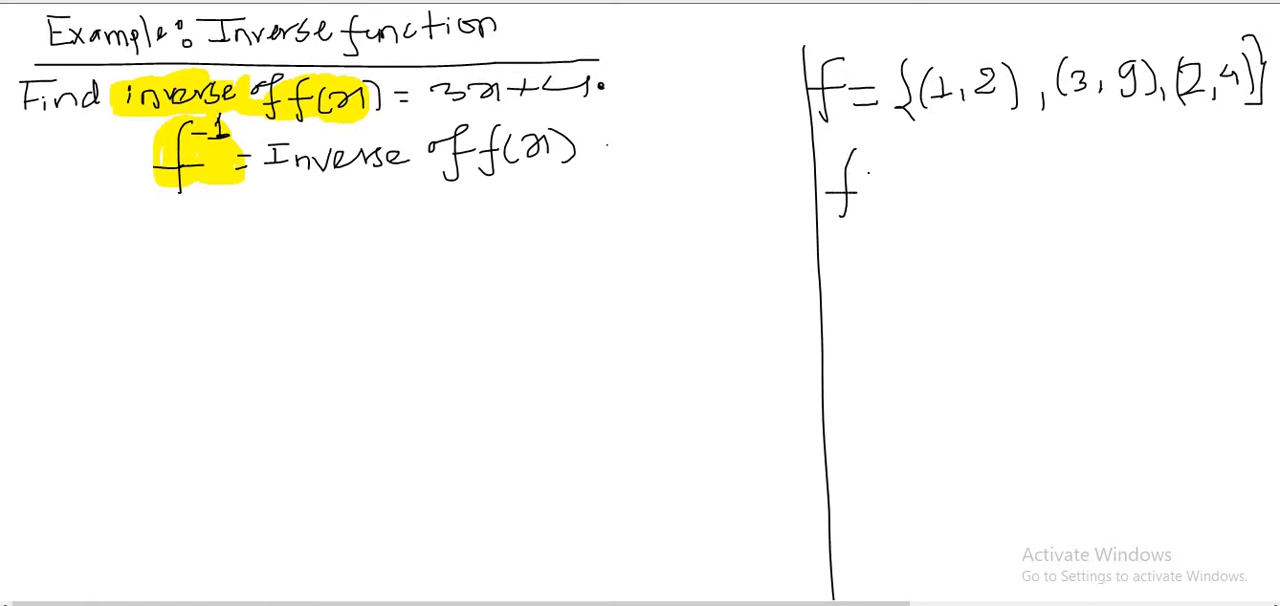 Example: Inverse function
Find inverse of f(x) = 3x+4.
f⁻¹ = Inverse of f(x)
f = {(1,2), (3,9), (2,4)}
f
Activate Windows
Go to Settings to activate Windows.